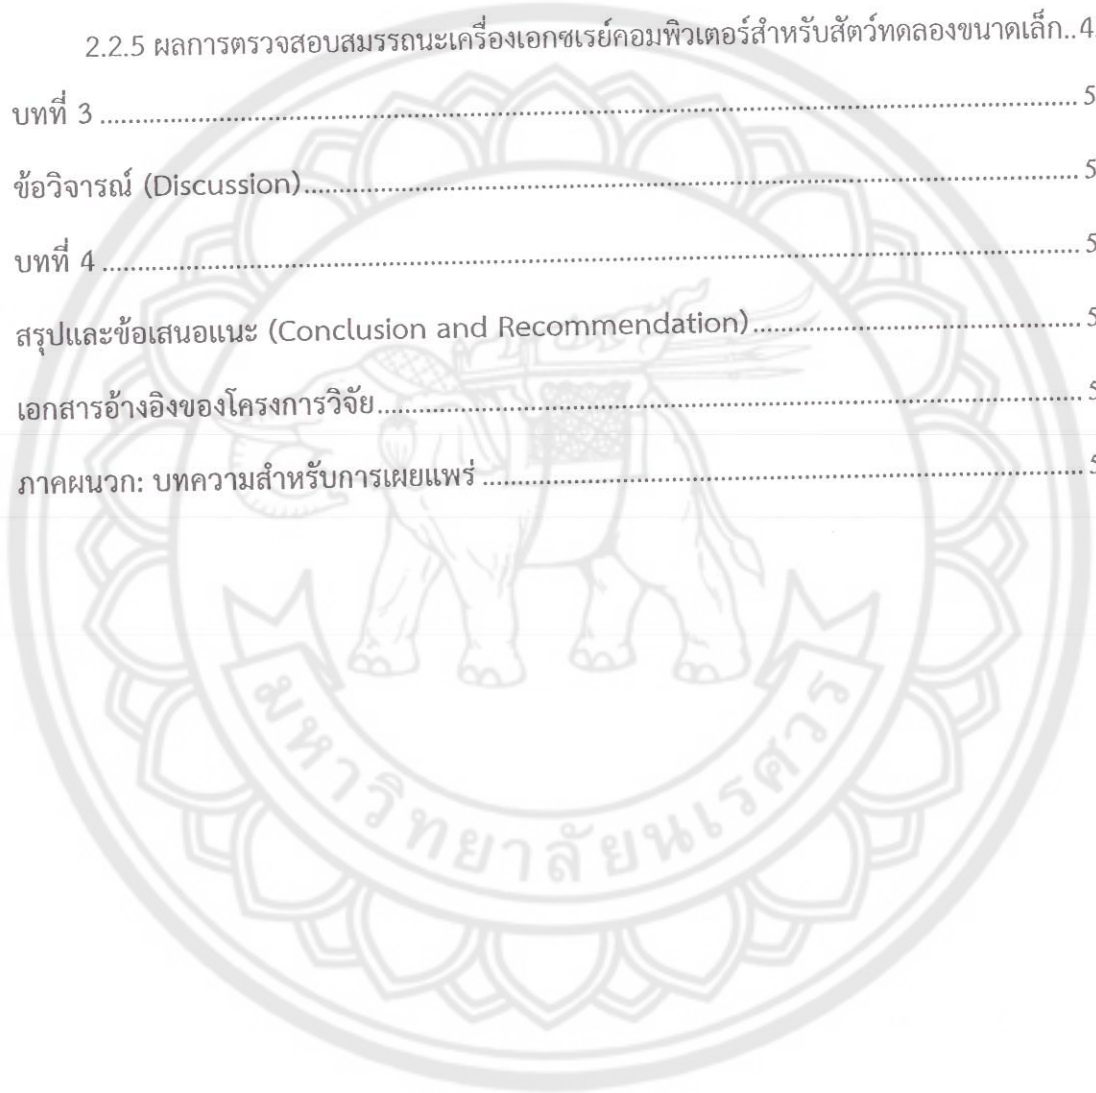 2.2.5 ผลการตรวจสอบสมรรถนะเครื่องเอกซเรย์คอมพิวเตอร์สำหรับสัตว์ทดลองขนาดเล็ก..4
บทที่ 3 ........................................................ 5
ข้อวิจารณ์ (Discussion)........................................................ 5
บทที่ 4 ........................................................ 5
สรุปและข้อเสนอแนะ (Conclusion and Recommendation)........................................................ 5
เอกสารอ้างอิงของโครงการวิจัย........................................................ 5
ภาคผนวก: บทความสำหรับการเผยแพร่ ........................................................ 5
มหาวิทยาลัยนเรศวร